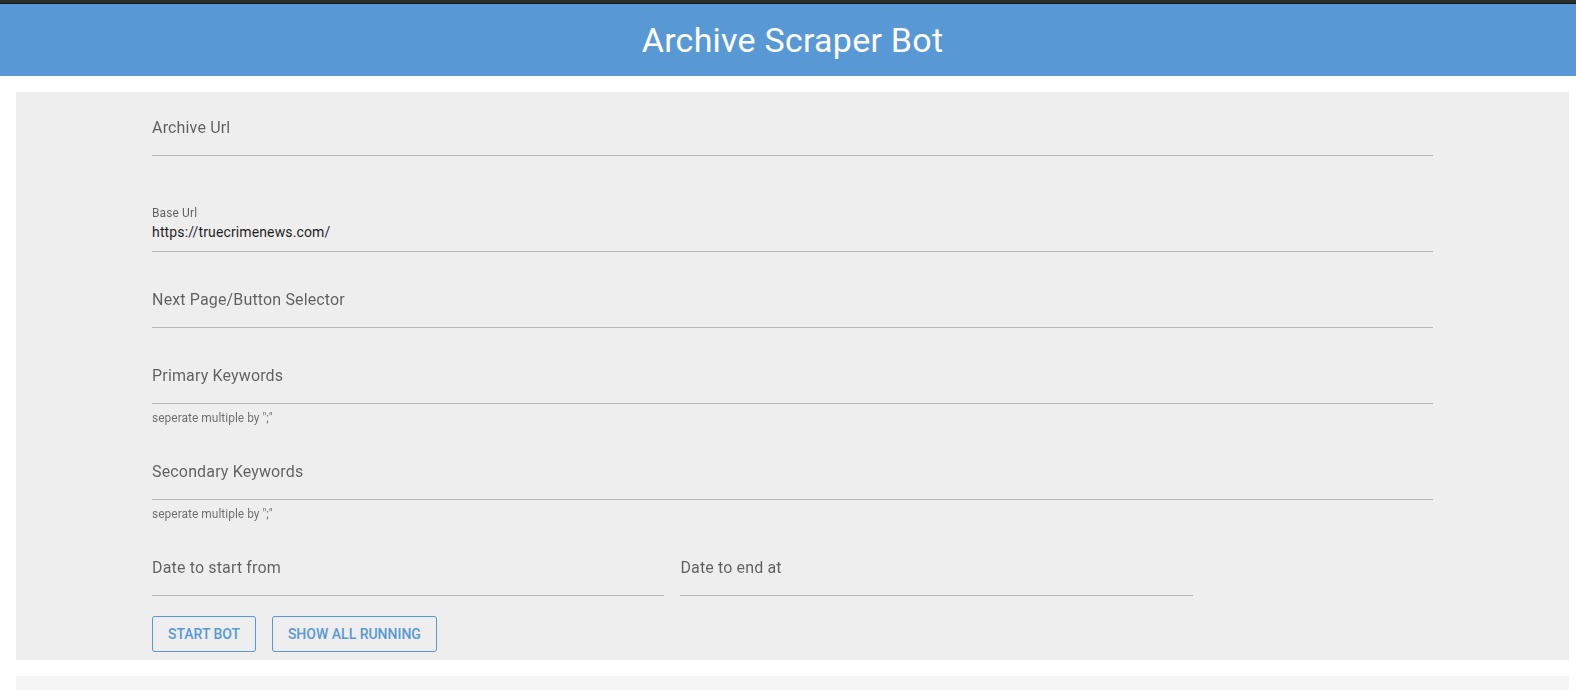 Archive Scraper Bot
Archive Url
Base Url
https://truecrimenews.com/
Next Page/Button Selector
Primary Keywords
seperate multiple by ";"
Secondary Keywords
seperate multiple by ";"
Date to start from
Date to end at
START BOT
SHOW ALL RUNNING